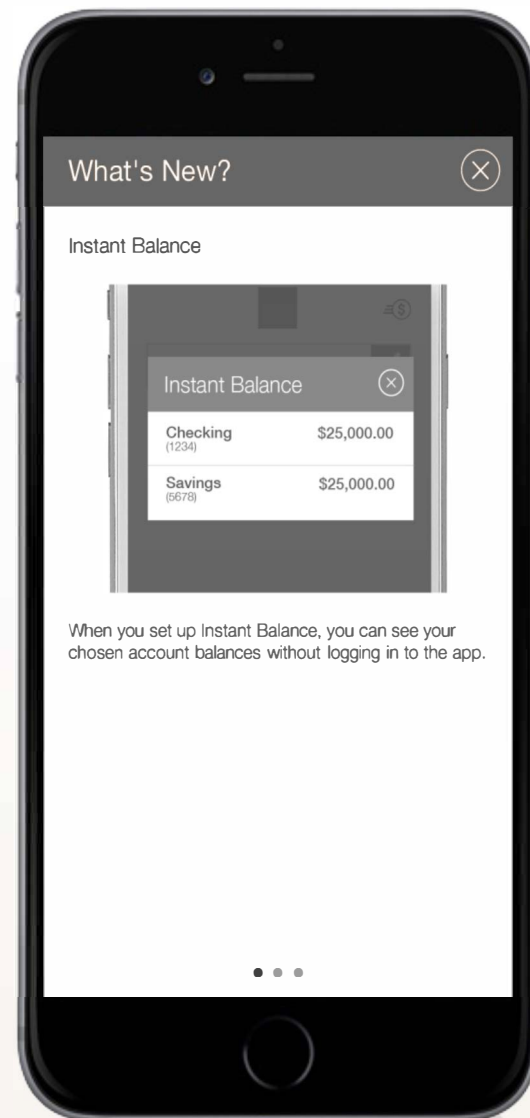 What's New?
Instant Balance
Instant Balance
Checking $25,000.00
(1234)
Savings $25,000.00
(5678)
When you set up Instant Balance, you can see your
chosen account balances without logging in to the app.